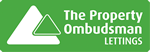 The Property
Ombudsman
LETTINGS